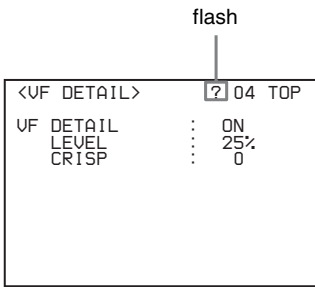 flash
<VF DETAIL> ? 04 TOP
VF DETAIL : ON
LEVEL : 25%
CRISP : 0